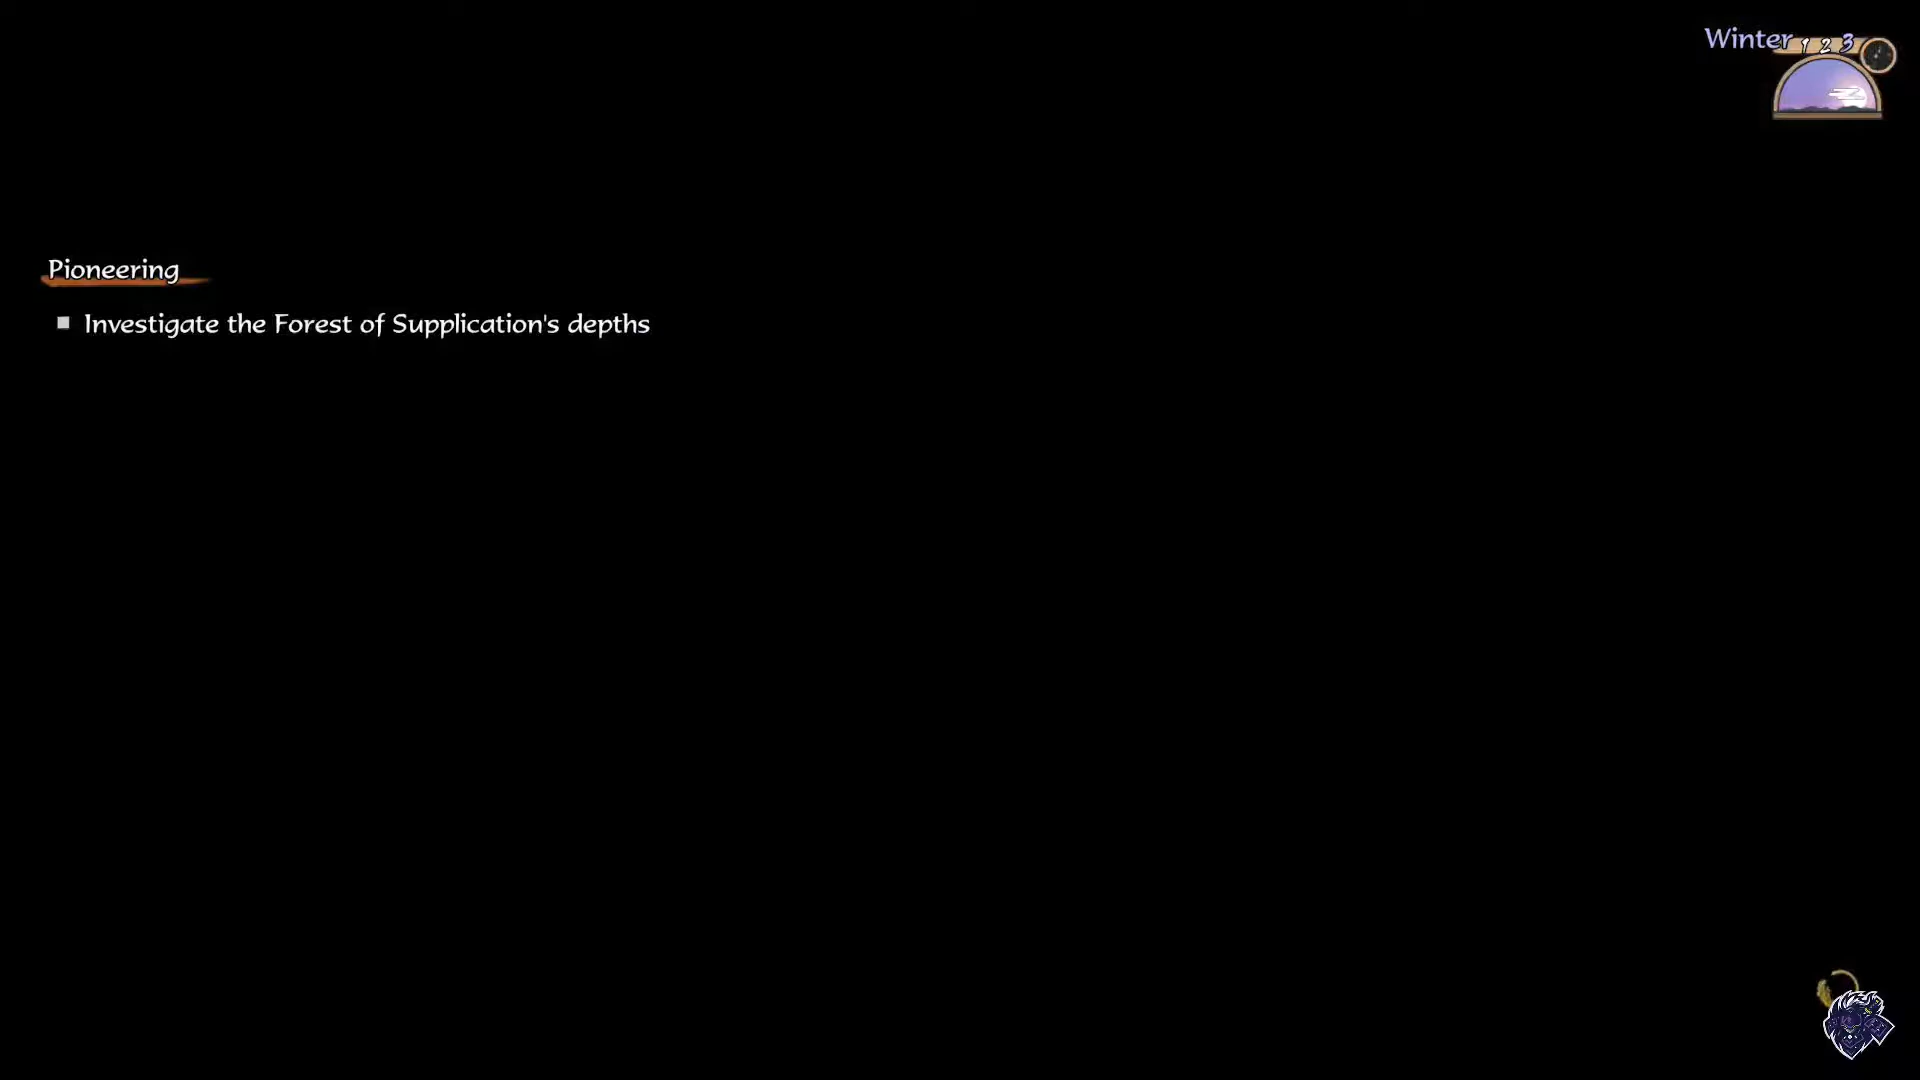 Winter 1 2 3
Pioneering
Investigate the Forest of Supplication's depths